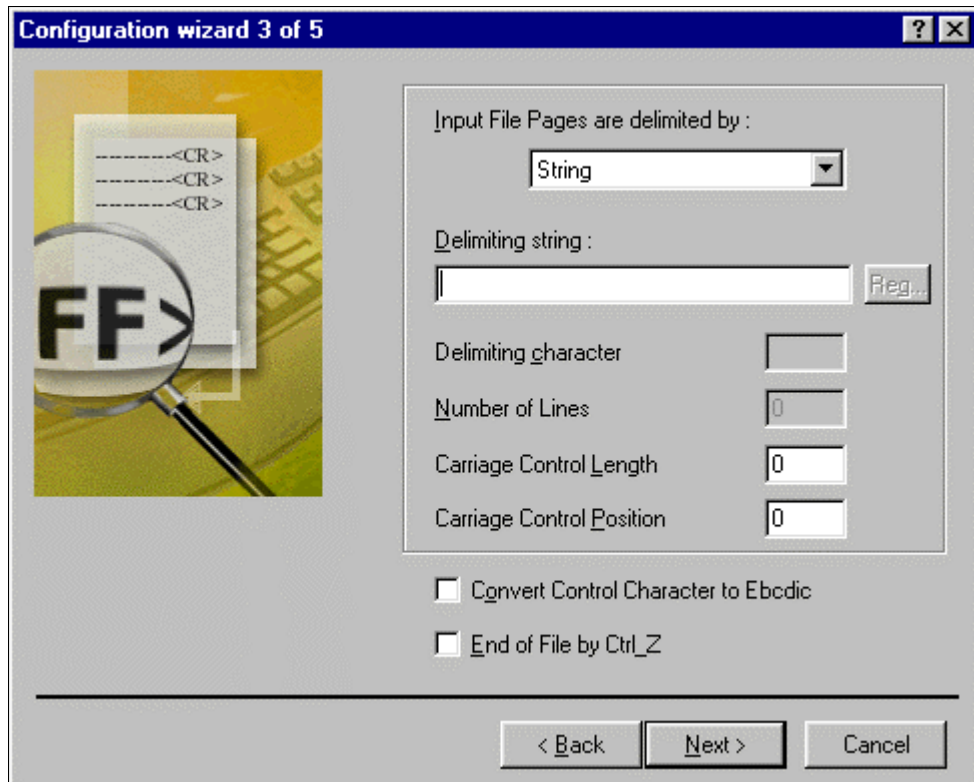 Configuration wizard 3 of 5
---------<CR>
---------<CR>
---------<CR>
FF>
Input File Pages are delimited by :
String
Delimiting string :
Reg...
Delimiting character
Number of Lines 0
Carriage Control Length 0
Carriage Control Position 0
Convert Control Character to Ebcdic
End of File by Ctrl_Z
< Back Next > Cancel